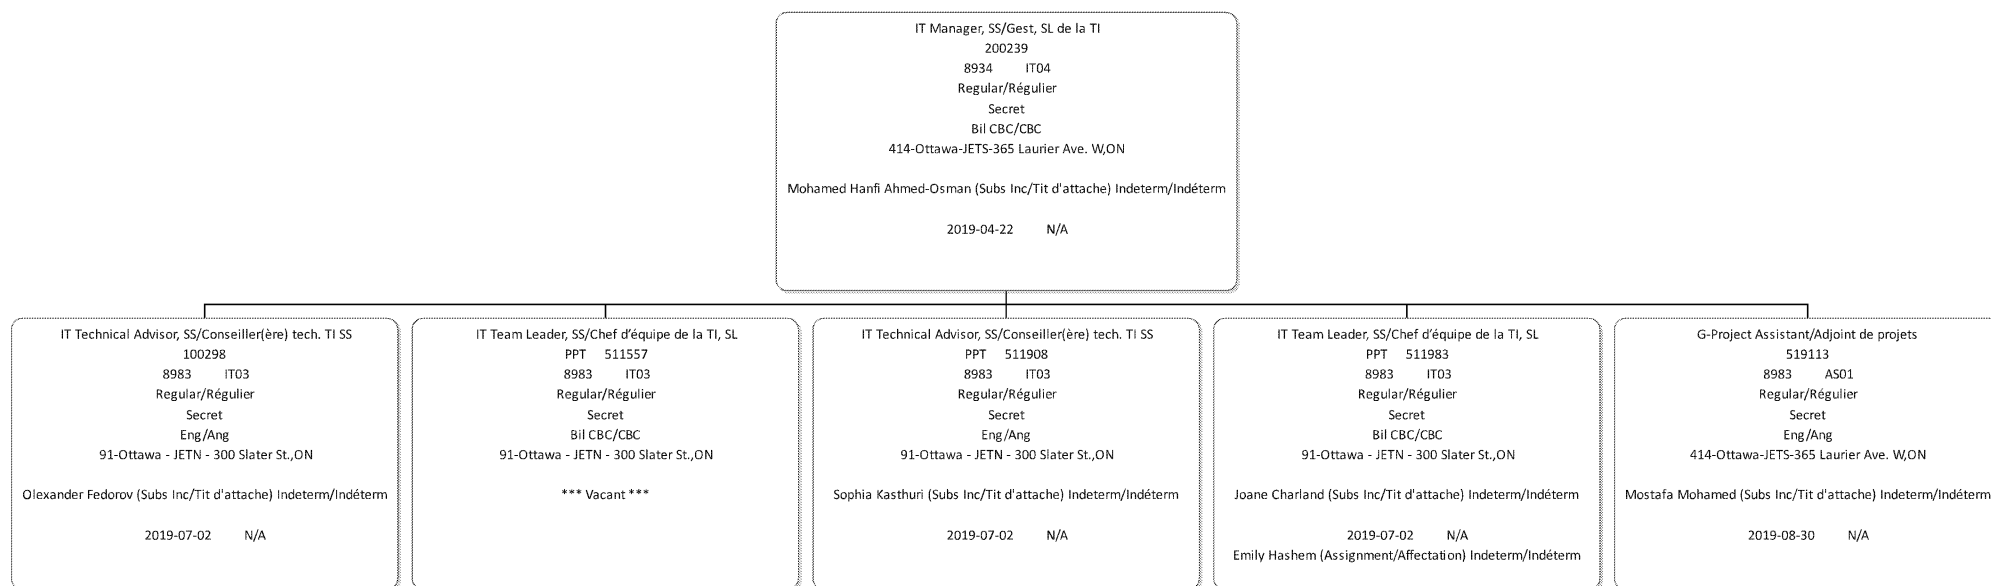 IT Manager, SS/Gest, SL de la TI
200239
8934 IT04
Regular/Régulier
Secret
Bil CBC/CBC
414-Ottawa-JETS-365 Laurier Ave. W,ON
Mohamed Hanfi Ahmed-Osman (Subs Inc/Tit d'attache) Indeterm/Indéterm
2019-04-22 N/A
IT Technical Advisor, SS/Conseiller(ère) tech. TI SS
100298
8983 IT03
Regular/Régulier
Secret
Eng/Ang
91-Ottawa - JETN - 300 Slater St.,ON
Olexander Fedorov (Subs Inc/Tit d'attache) Indeterm/Indéterm
2019-07-02 N/A
IT Team Leader, SS/Chef d’équipe de la TI, SL
PPT 511557
8983 IT03
Regular/Régulier
Secret
Bil CBC/CBC
91-Ottawa - JETN - 300 Slater St.,ON
*** Vacant ***
IT Technical Advisor, SS/Conseiller(ère) tech. TI SS
PPT 511908
8983 IT03
Regular/Régulier
Secret
Eng/Ang
91-Ottawa - JETN - 300 Slater St.,ON
Sophia Kasthuri (Subs Inc/Tit d'attache) Indeterm/Indéterm
2019-07-02 N/A
IT Team Leader, SS/Chef d’équipe de la TI, SL
PPT 511983
8983 IT03
Regular/Régulier
Secret
Bil CBC/CBC
91-Ottawa - JETN - 300 Slater St.,ON
Joane Charland (Subs Inc/Tit d'attache) Indeterm/Indéterm
2019-07-02 N/A
Emily Hashem (Assignment/Affectation) Indeterm/Indéterm
G-Project Assistant/Adjoint de projets
519113
8983 AS01
Regular/Régulier
Secret
Eng/Ang
414-Ottawa-JETS-365 Laurier Ave. W,ON
Mostafa Mohamed (Subs Inc/Tit d'attache) Indeterm/Indéterm
2019-08-30 N/A